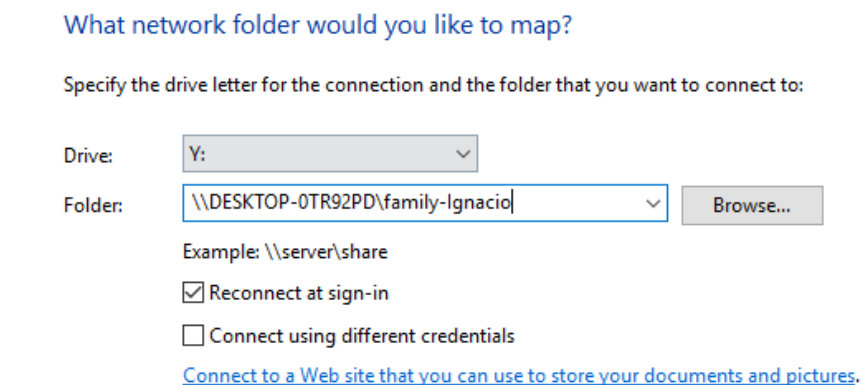 What network folder would you like to map?
Specify the drive letter for the connection and the folder that you want to connect to:
Drive: Y:
Folder: \\DESKTOP-0TR92PD\family-Ignacio Browse...
Example: \\server\share
Reconnect at sign-in
Connect using different credentials
Connect to a Web site that you can use to store your documents and pictures.